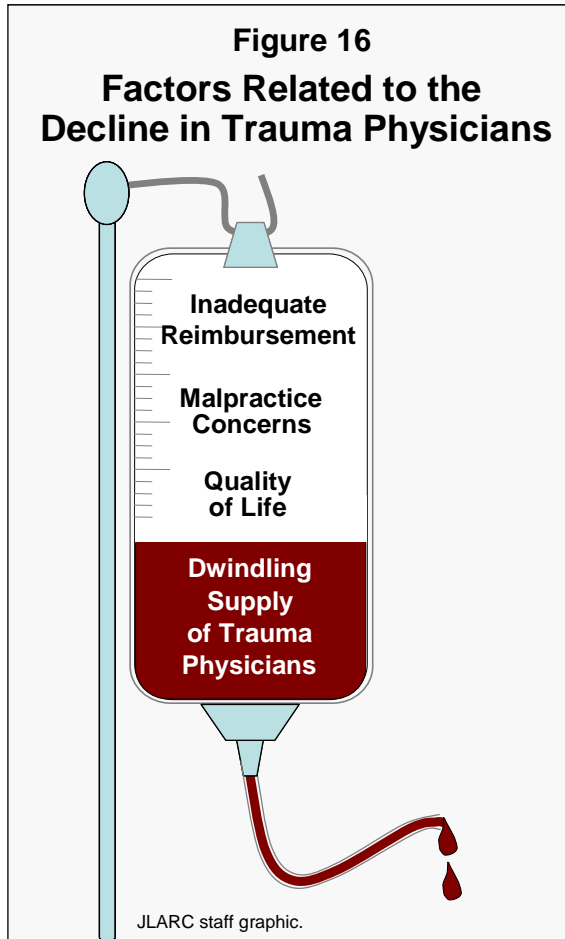 Figure 16
Factors Related to the
Decline in Trauma Physicians
Inadequate
Reimbursement
Malpractice
Concerns
Quality
of Life
Dwindling
Supply
of Trauma
Physicians
JLARC staff graphic.